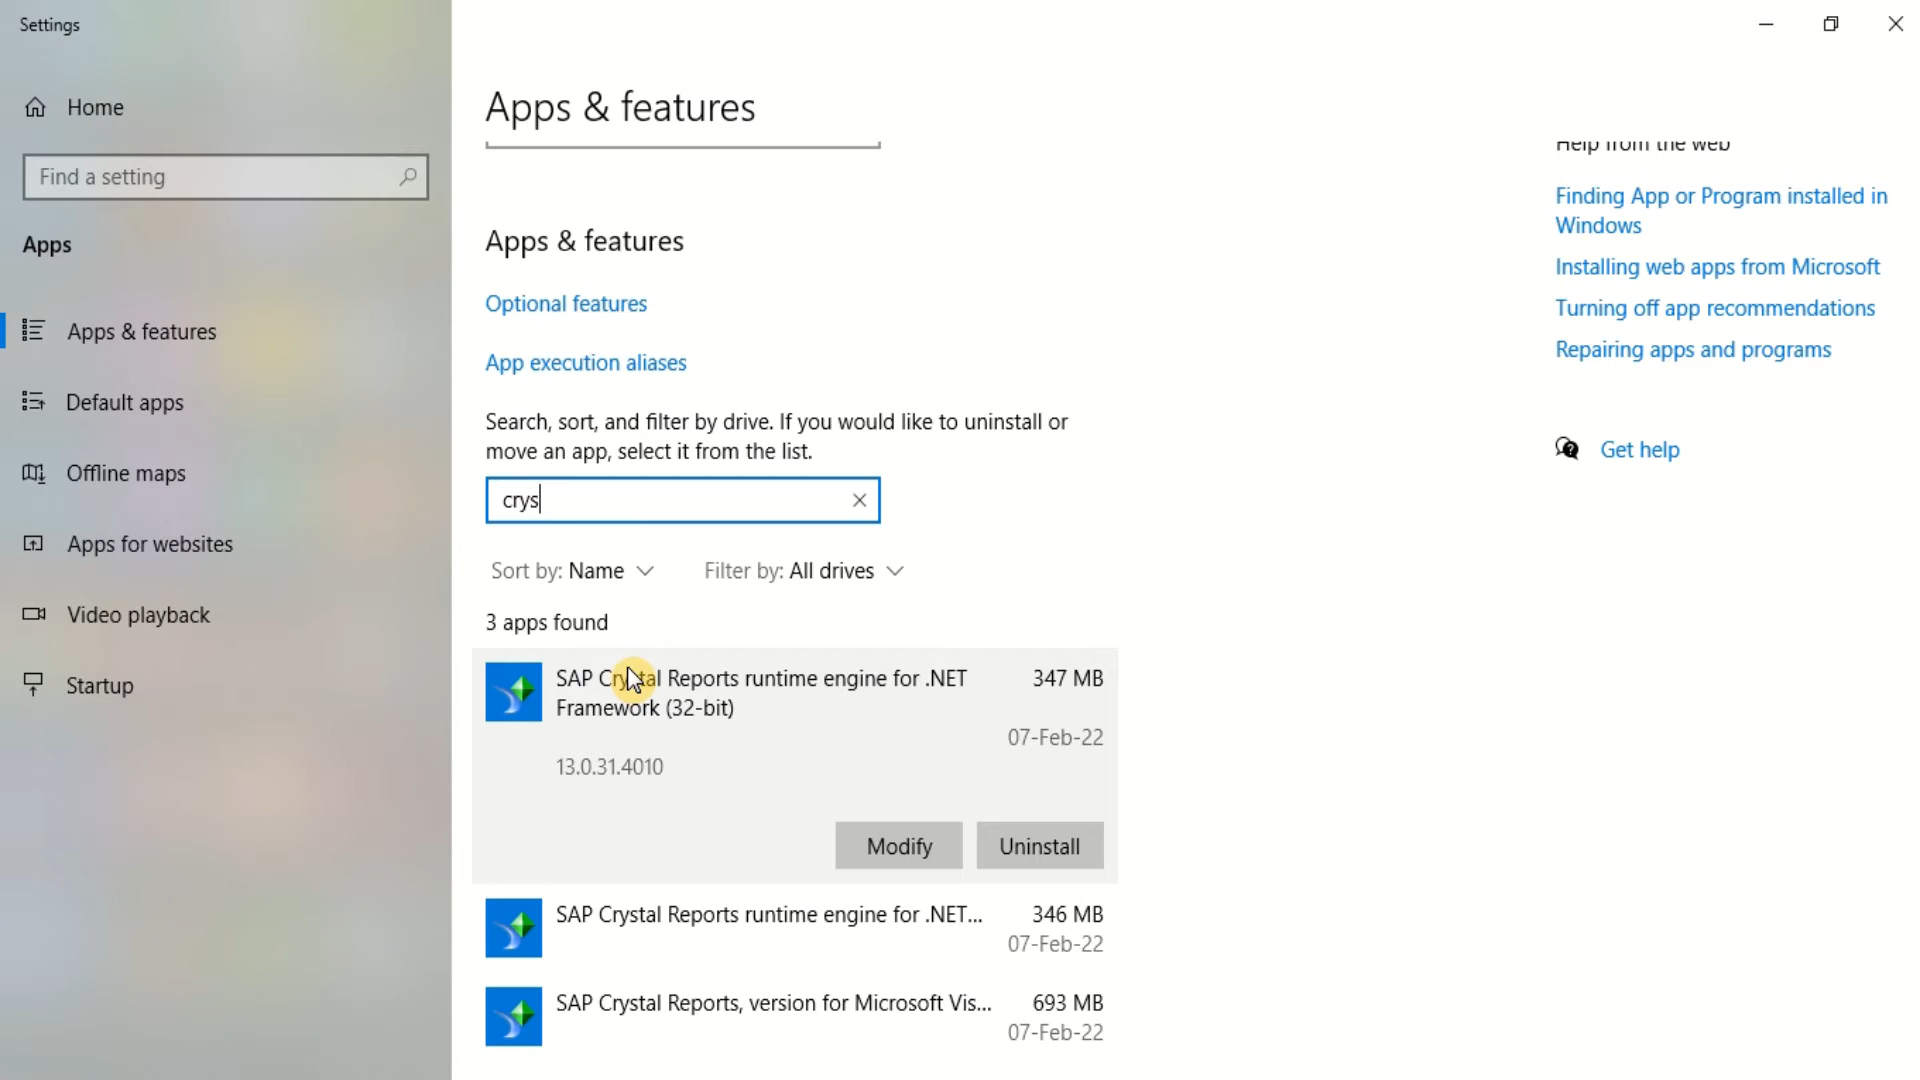 Settings
Home
Find a setting
Apps
Apps & features
Default apps
Offline maps
Apps for websites
Video playback
Startup
Apps & features
Apps & features
Optional features
App execution aliases
Search, sort, and filter by drive. If you would like to uninstall or
move an app, select it from the list.
crys
Sort by: Name
Filter by: All drives
3 apps found
SAP Crystal Reports runtime engine for .NET
Framework (32-bit)
347 MB
07-Feb-22
13.0.31.4010
Modify
Uninstall
SAP Crystal Reports runtime engine for .NET...
346 MB
07-Feb-22
SAP Crystal Reports, version for Microsoft Vis...
693 MB
07-Feb-22
Help from the web
Finding App or Program installed in
Windows
Installing web apps from Microsoft
Turning off app recommendations
Repairing apps and programs
Get help